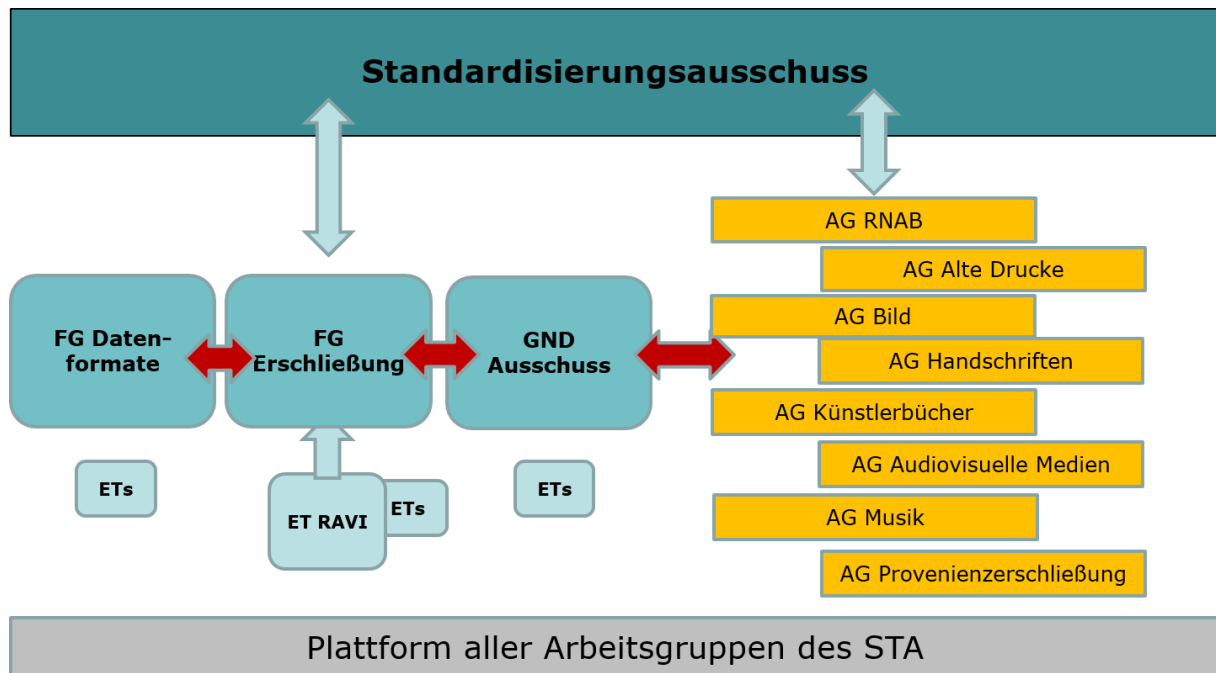 Standardisierungsausschuss
FG Daten-
formate
FG
Erschließung
GND
Ausschuss
ETs
ET RAVI
ETs
ETs
AG RNAB
AG Alte Drucke
AG Bild
AG Handschriften
AG Künstlerbücher
AG Audiovisuelle Medien
AG Musik
AG Provenienzerschließung
Plattform aller Arbeitsgruppen des STA